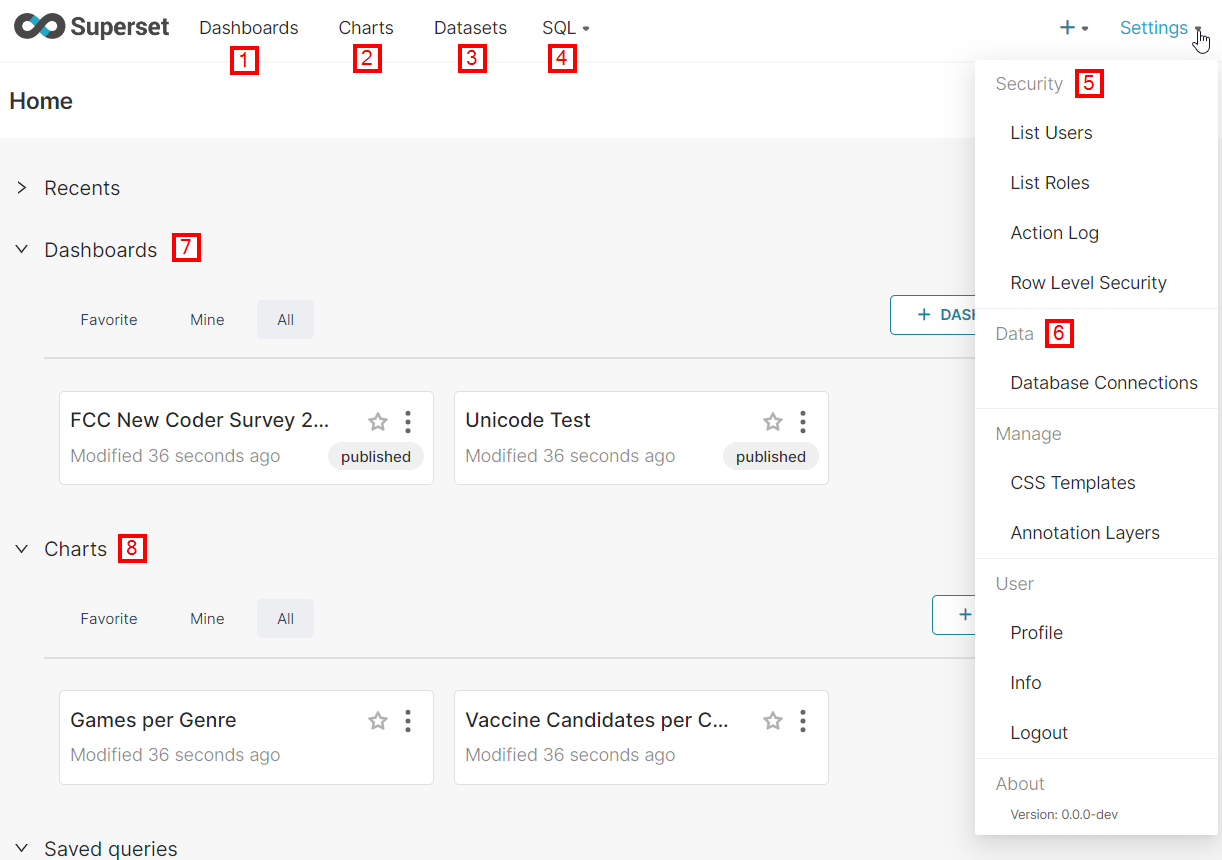 Superset Dashboards Charts Datasets SQL + Settings
1 2 3 4
Home
Security 5
List Users
List Roles
Action Log
Row Level Security
Data 6
Database Connections
Manage
CSS Templates
Annotation Layers
User
Profile
Info
Logout
About
Version: 0.0.0-dev
Recents
Dashboards 7
Favorite Mine All + DASH
FCC New Coder Survey 2...
Modified 36 seconds ago published
Unicode Test
Modified 36 seconds ago published
Charts 8
Favorite Mine All +
Games per Genre
Modified 36 seconds ago
Vaccine Candidates per C...
Modified 36 seconds ago
Saved queries